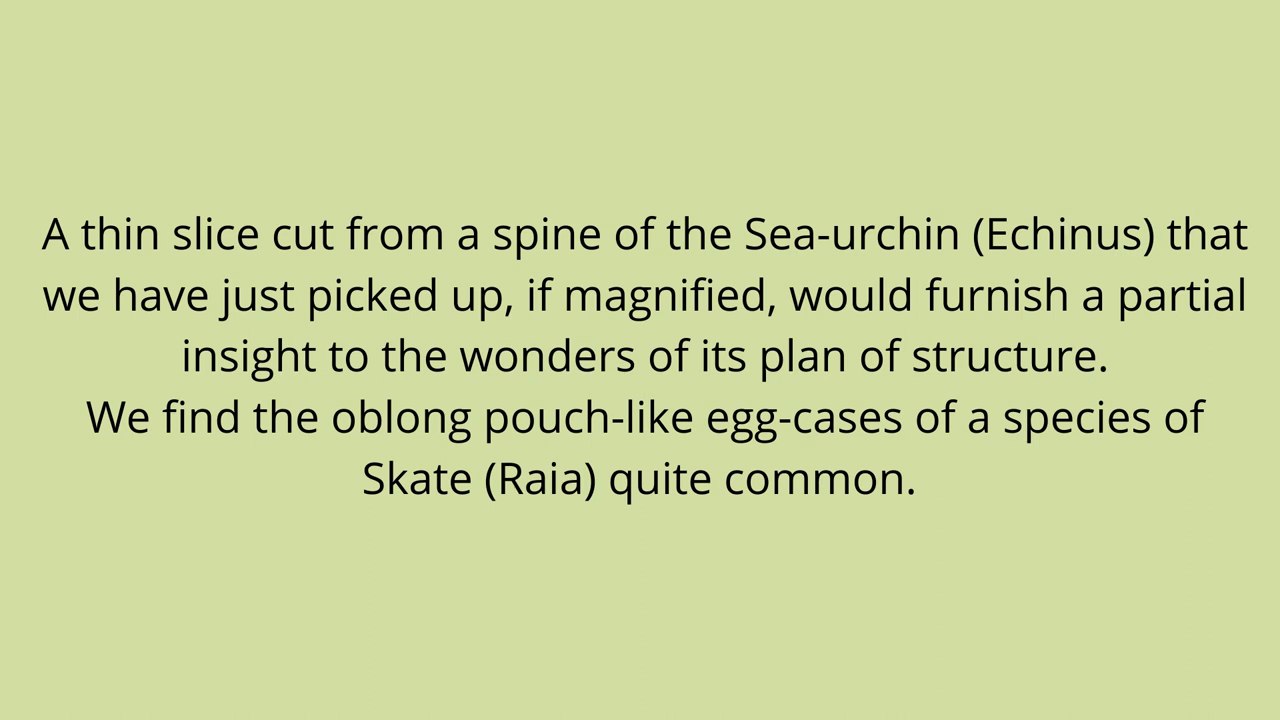 A thin slice cut from a spine of the Sea-urchin (Echinus) that
we have just picked up, if magnified, would furnish a partial
insight to the wonders of its plan of structure.
We find the oblong pouch-like egg-cases of a species of
Skate (Raia) quite common.